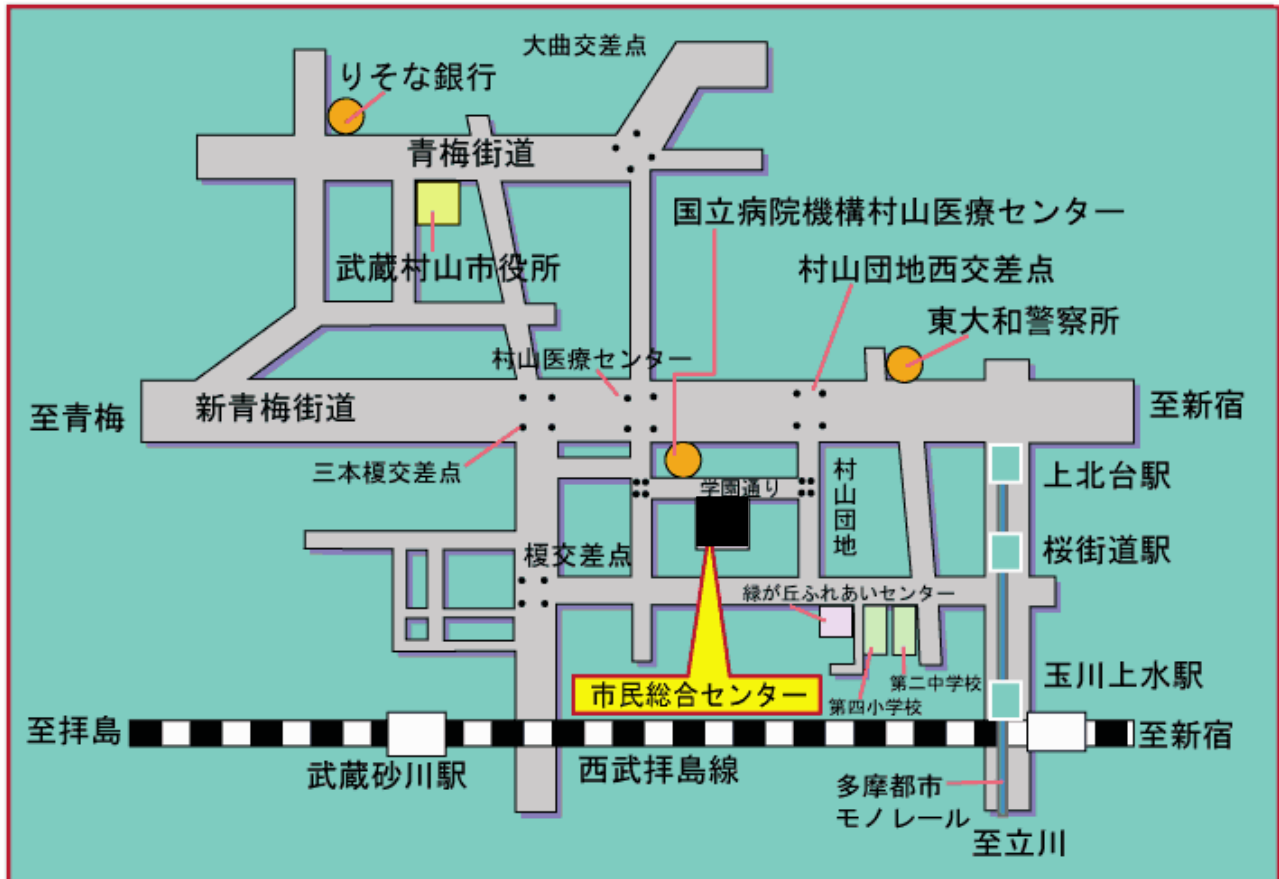 大曲交差点
りそな銀行
青梅街道
国立病院機構村山医療センター
武蔵村山市役所
村山団地西交差点
東大和警察所
村山医療センター
至青梅
新青梅街道
至新宿
三本榎交差点
学園通り
村山団地
上北台駅
榎交差点
桜街道駅
緑が丘ふれあいセンター
市民総合センター
第二中学校
第四小学校
玉川上水駅
至拝島
至新宿
武蔵砂川駅
西武拝島線
多摩都市
モノレール
至立川